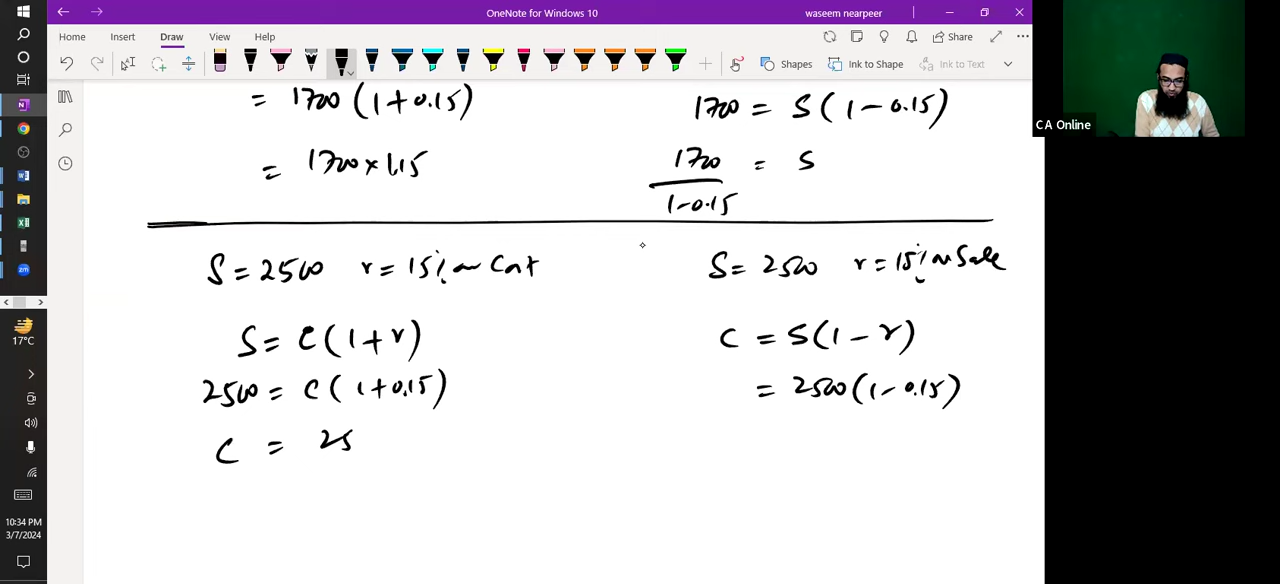 OneNote for Windows 10
waseem nearpeer
Home Insert Draw View Help
Share
Shapes Ink to Shape Ink to Text
CA Online
= 1700 (1 + 0.15)
= 1700 × 1.15
1700 = S (1 - 0.15)
1700 = S
1 - 0.15
S = 2500 r = 15% on Cost
S = C (1 + r)
2500 = C (1 + 0.15)
C = 25
S = 2500 r = 15% on Sale
C = S (1 - r)
= 2500 (1 - 0.15)
17°C
10:34 PM
3/7/2024